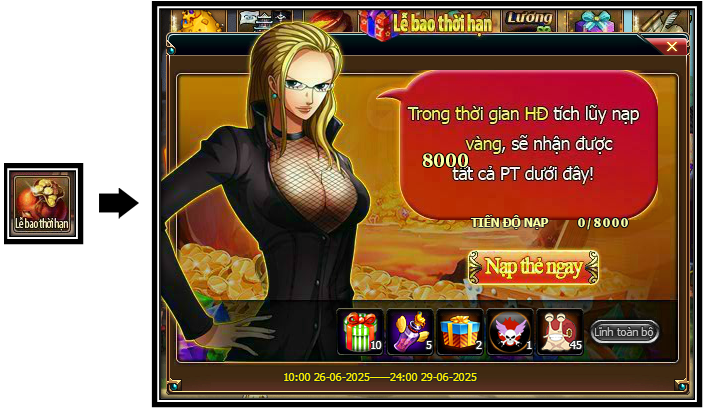 Lễ bao thời hạn
Lễ bao thời hạn
Lương
Trong thời gian HĐ tích lũy nạp
8000 vàng, sẽ nhận được
tất cả PT dưới đây!
TIẾN ĐỘ NẠP 0/8000
Nạp thẻ ngay
10 5 2 1 45
Lĩnh toàn bộ
10:00 26-06-2025——24:00 29-06-2025